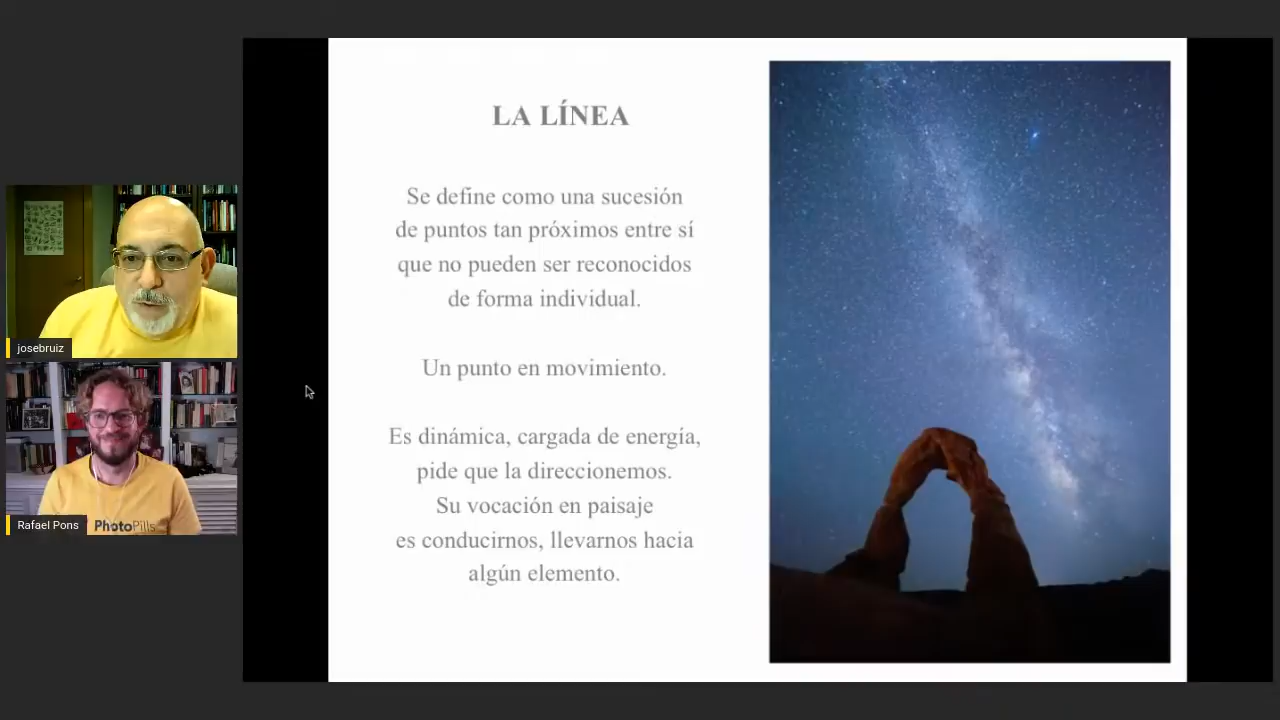 LA LÍNEA
Se define como una sucesión
de puntos tan próximos entre sí
que no pueden ser reconocidos
de forma individual.
Un punto en movimiento.
Es dinámica, cargada de energía,
pide que la direccionemos.
Su vocación en paisaje
es conducirnos, llevarnos hacia
algún elemento.
josebruiz
Rafael Pons
PhotoPills